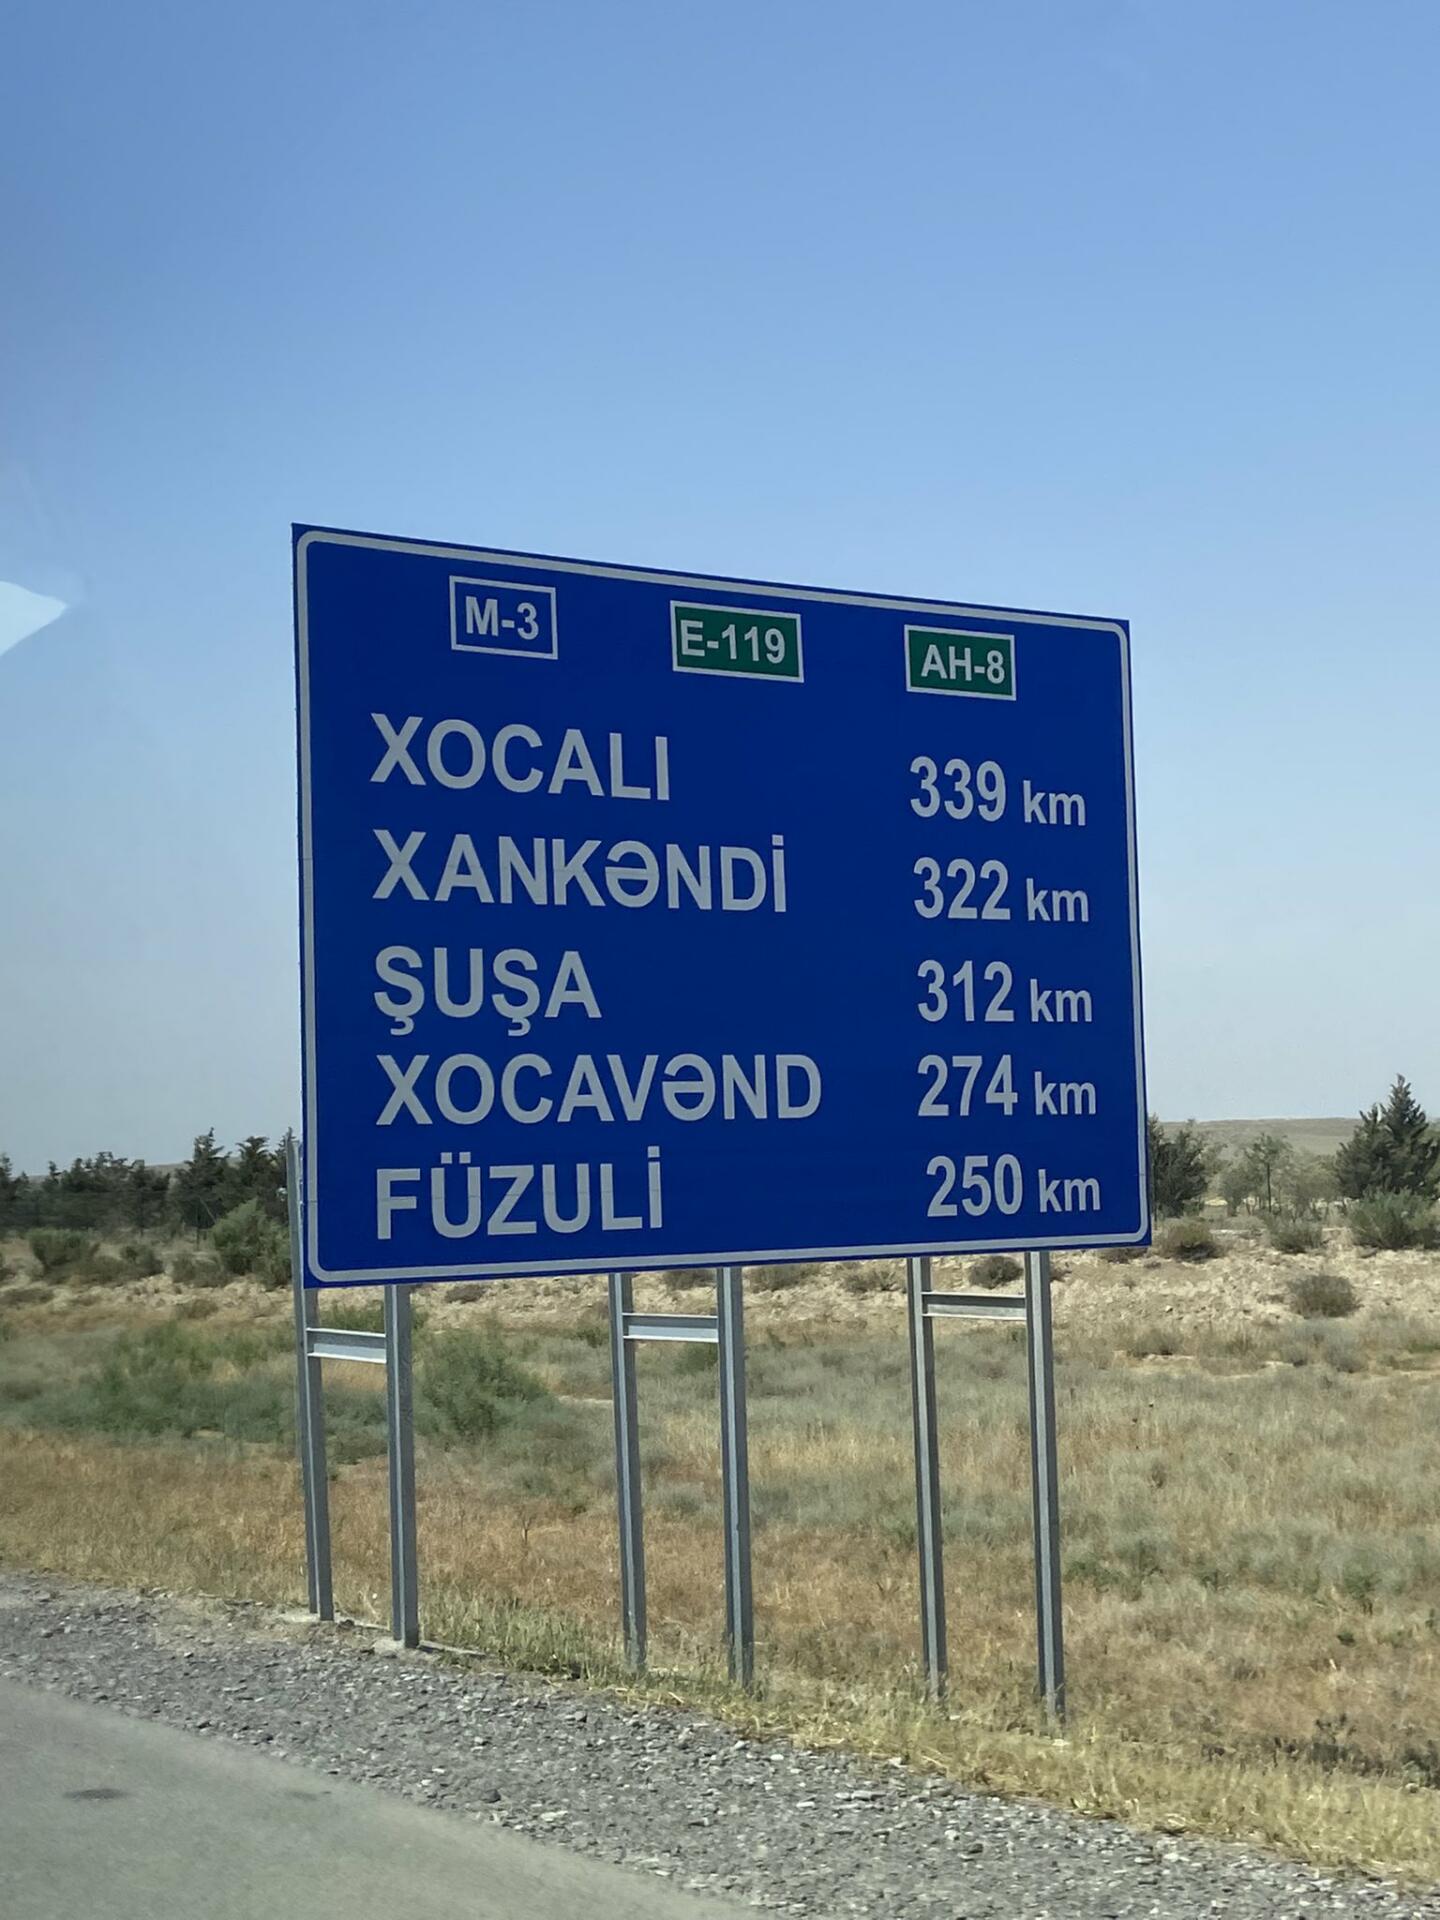 M-3 E-119 AH-8
XOCALI 339 km
XANKƏNDİ 322 km
ŞUŞA 312 km
XOCAVƏND 274 km
FÜZULİ 250 km